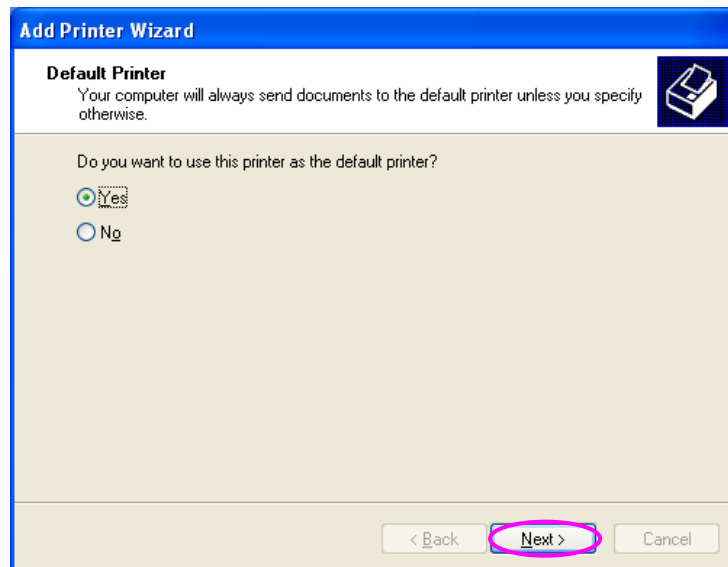 Add Printer Wizard
Default Printer
Your computer will always send documents to the default printer unless you specify
otherwise.
Do you want to use this printer as the default printer?
Yes
No
< Back
Next >
Cancel